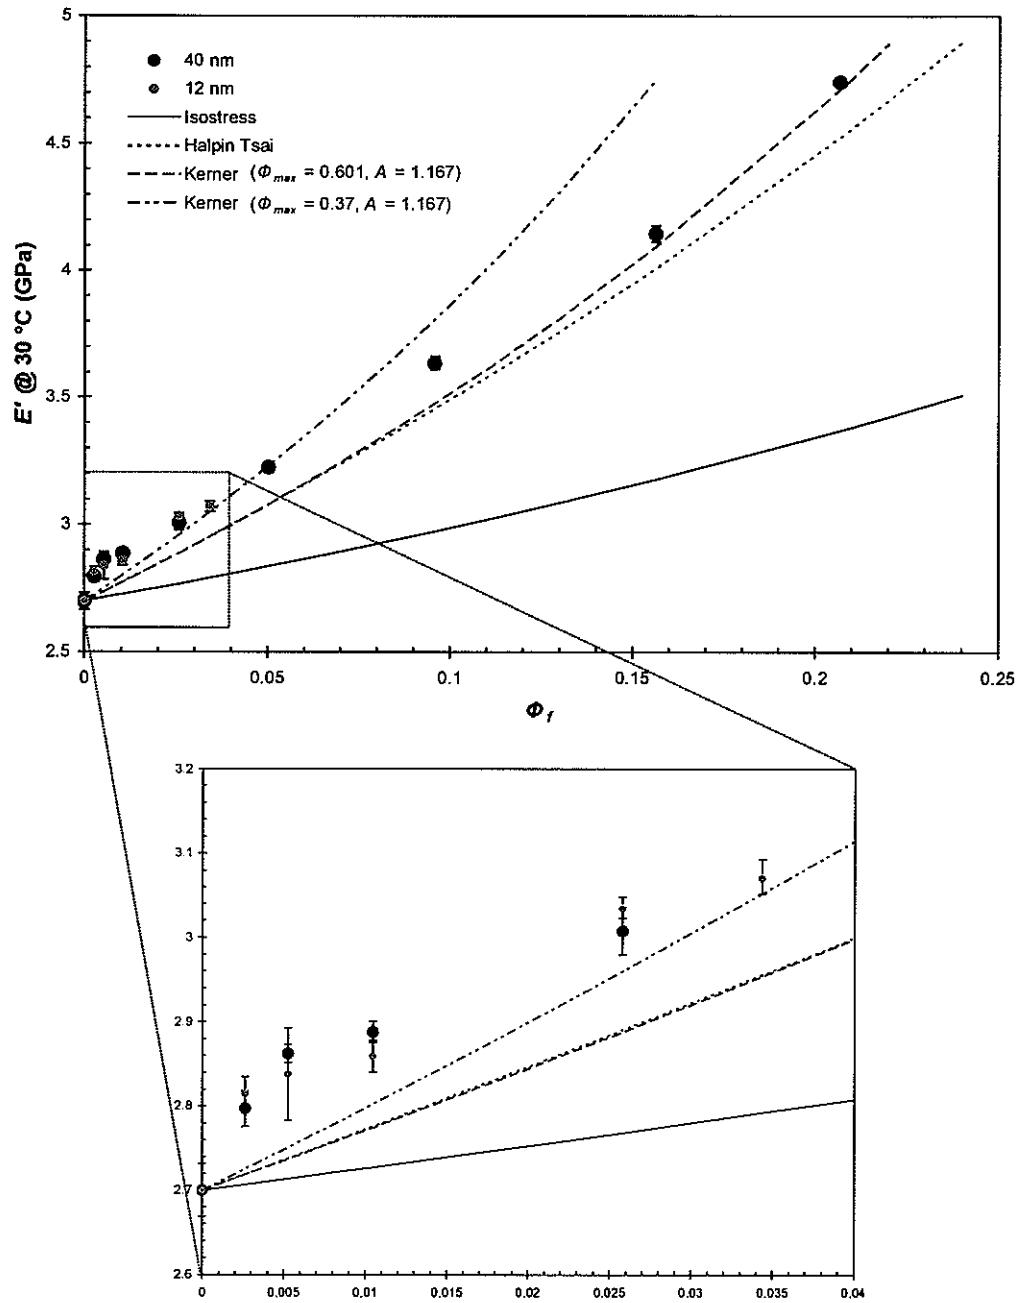 5
4.5
4
3.5
3
2.5
E' @ 30 °C (GPa)
40 nm
12 nm
Isostress
Halpin Tsai
Kerner (Φmax = 0.601, A = 1.167)
Kerner (Φmax = 0.37, A = 1.167)
0 0.05 0.1 0.15 0.2 0.25
Φf
3.2
3.1
3
2.9
2.8
2.7
2.6
0 0.005 0.01 0.015 0.02 0.025 0.03 0.035 0.04